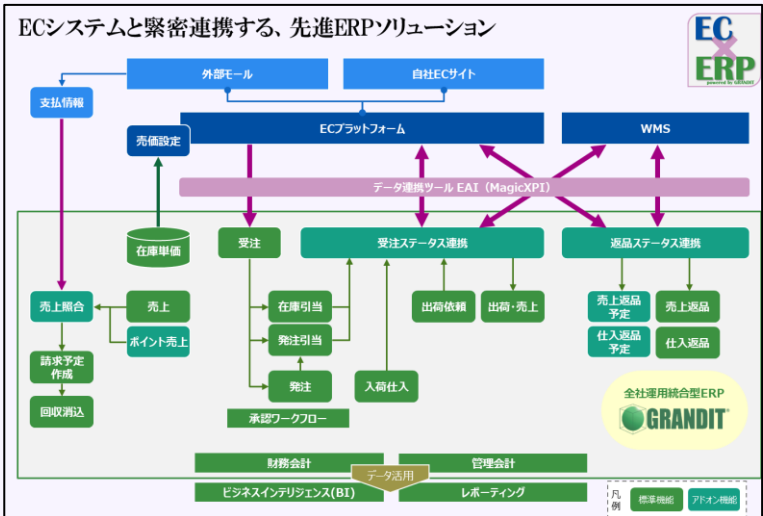 ECシステムと緊密連携する、先進ERPソリューション
EC
×
ERP
powered by GRANDIT
外部モール
自社ECサイト
支払情報
売価設定
ECプラットフォーム
WMS
データ連携ツール EAI（MagicXPI）
在庫単価
受注
受注ステータス連携
返品ステータス連携
売上照合
売上
在庫引当
出荷依頼
出荷・売上
売上返品
予定
売上返品
ポイント売上
発注引当
仕入返品
予定
仕入返品
請求予定
作成
発注
入荷仕入
回収消込
承認ワークフロー
全社運用統合型ERP
GRANDIT®
財務会計
管理会計
データ活用
ビジネスインテリジェンス(BI)
レポーティング
凡
例
標準機能
アドオン機能